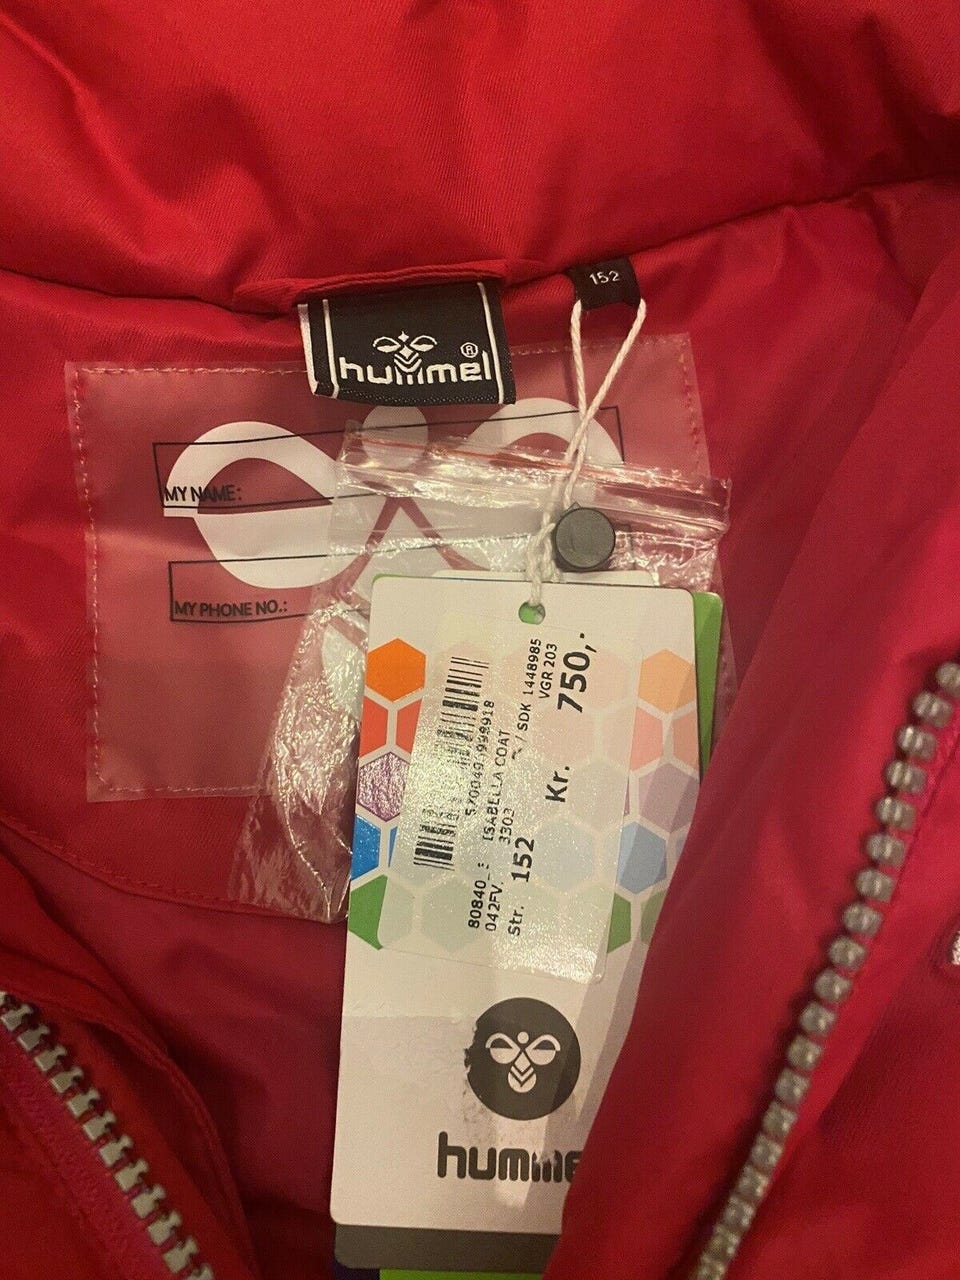 152
hummel®
MY NAME:
MY PHONE NO.:
ISABELLA COAT
SDK 1448985
3303
VGR 203
042FV
Str. 152 Kr. 750,-
hummel